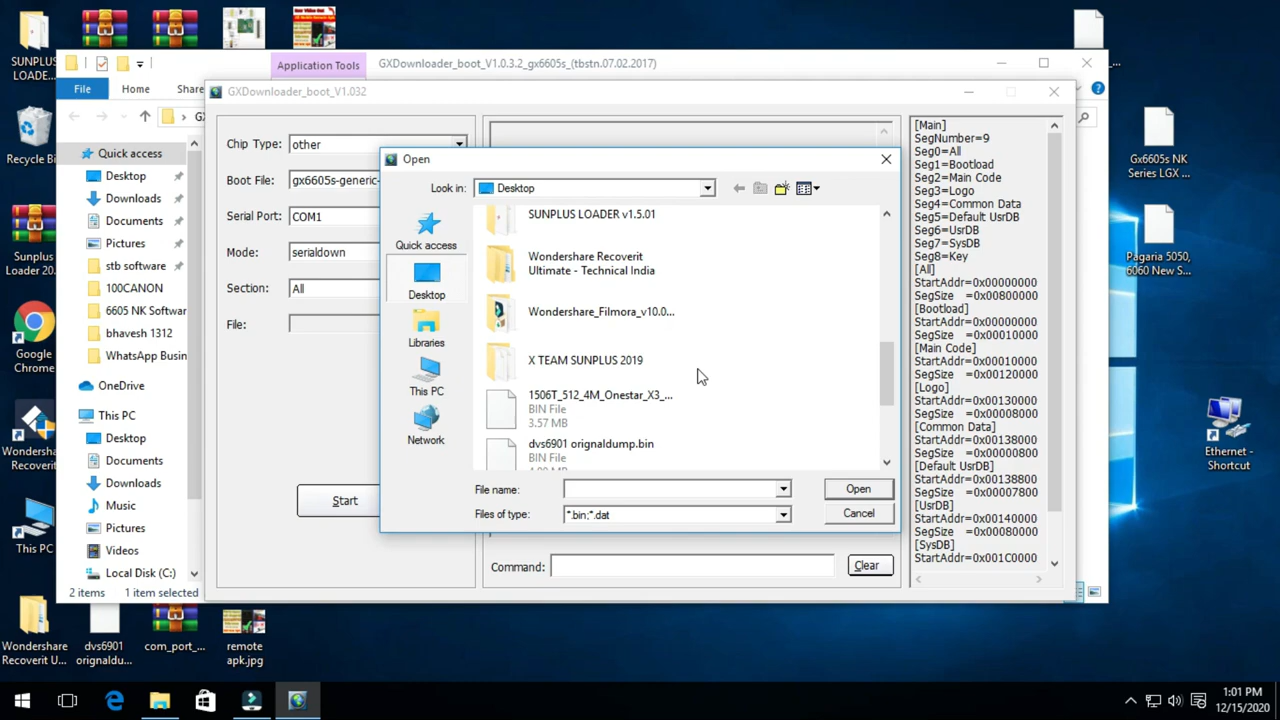 SUNPLUS
LOADE...
Recycle Bin
Sunplus
Loader 20...
Google
Chrome
Wondersh...
Recoverit
This PC
Wondershare
Recoverit U...
dvs6901
orignaldu...
com_port_...
remote
apk.jpg
Application Tools
GXDownloader_boot_V1.0.3.2_gx6605s_(tbstn.07.02.2017)
File
Home
Share
Quick access
Desktop
Downloads
Documents
Pictures
stb software
100CANON
6605 NK Softwar
bhavesh 1312
WhatsApp Busin
OneDrive
This PC
Desktop
Documents
Downloads
Music
Pictures
Videos
Local Disk (C:)
2 items
1 item selected
GXDownloader_boot_V1.032
Chip Type:
other
Boot File:
gx6605s-generic-
Serial Port:
COM1
Mode:
serialdown
Section:
All
File:
Start
Command:
Clear
Open
Look in:
Desktop
Quick access
Desktop
Libraries
This PC
Network
SUNPLUS LOADER v1.5.01
Wondershare Recoverit
Ultimate - Technical India
Wondershare_Filmora_v10.0...
X TEAM SUNPLUS 2019
1506T_512_4M_Onestar_X3_...
BIN File
3.57 MB
dvs6901 orignaldump.bin
BIN File
File name:
Open
Files of type:
*.bin;*.dat
Cancel
[Main]
SegNumber=9
Seg0=All
Seg1=Bootload
Seg2=Main Code
Seg3=Logo
Seg4=Common Data
Seg5=Default UsrDB
Seg6=UsrDB
Seg7=SysDB
Seg8=Key
[All]
StartAddr=0x00000000
SegSize =0x00800000
[Bootload]
StartAddr=0x00000000
SegSize =0x00010000
[Main Code]
StartAddr=0x00010000
SegSize =0x00120000
[Logo]
StartAddr=0x00130000
SegSize =0x00008000
[Common Data]
StartAddr=0x00138000
SegSize =0x00000800
[Default UsrDB]
StartAddr=0x00138800
SegSize =0x00007800
[UsrDB]
StartAddr=0x00140000
SegSize =0x00080000
[SysDB]
StartAddr=0x001C0000
Gx6605s NK
Series LGX ...
Pagaria 5050,
6060 New S...
Ethernet -
Shortcut
1:01 PM
12/15/2020